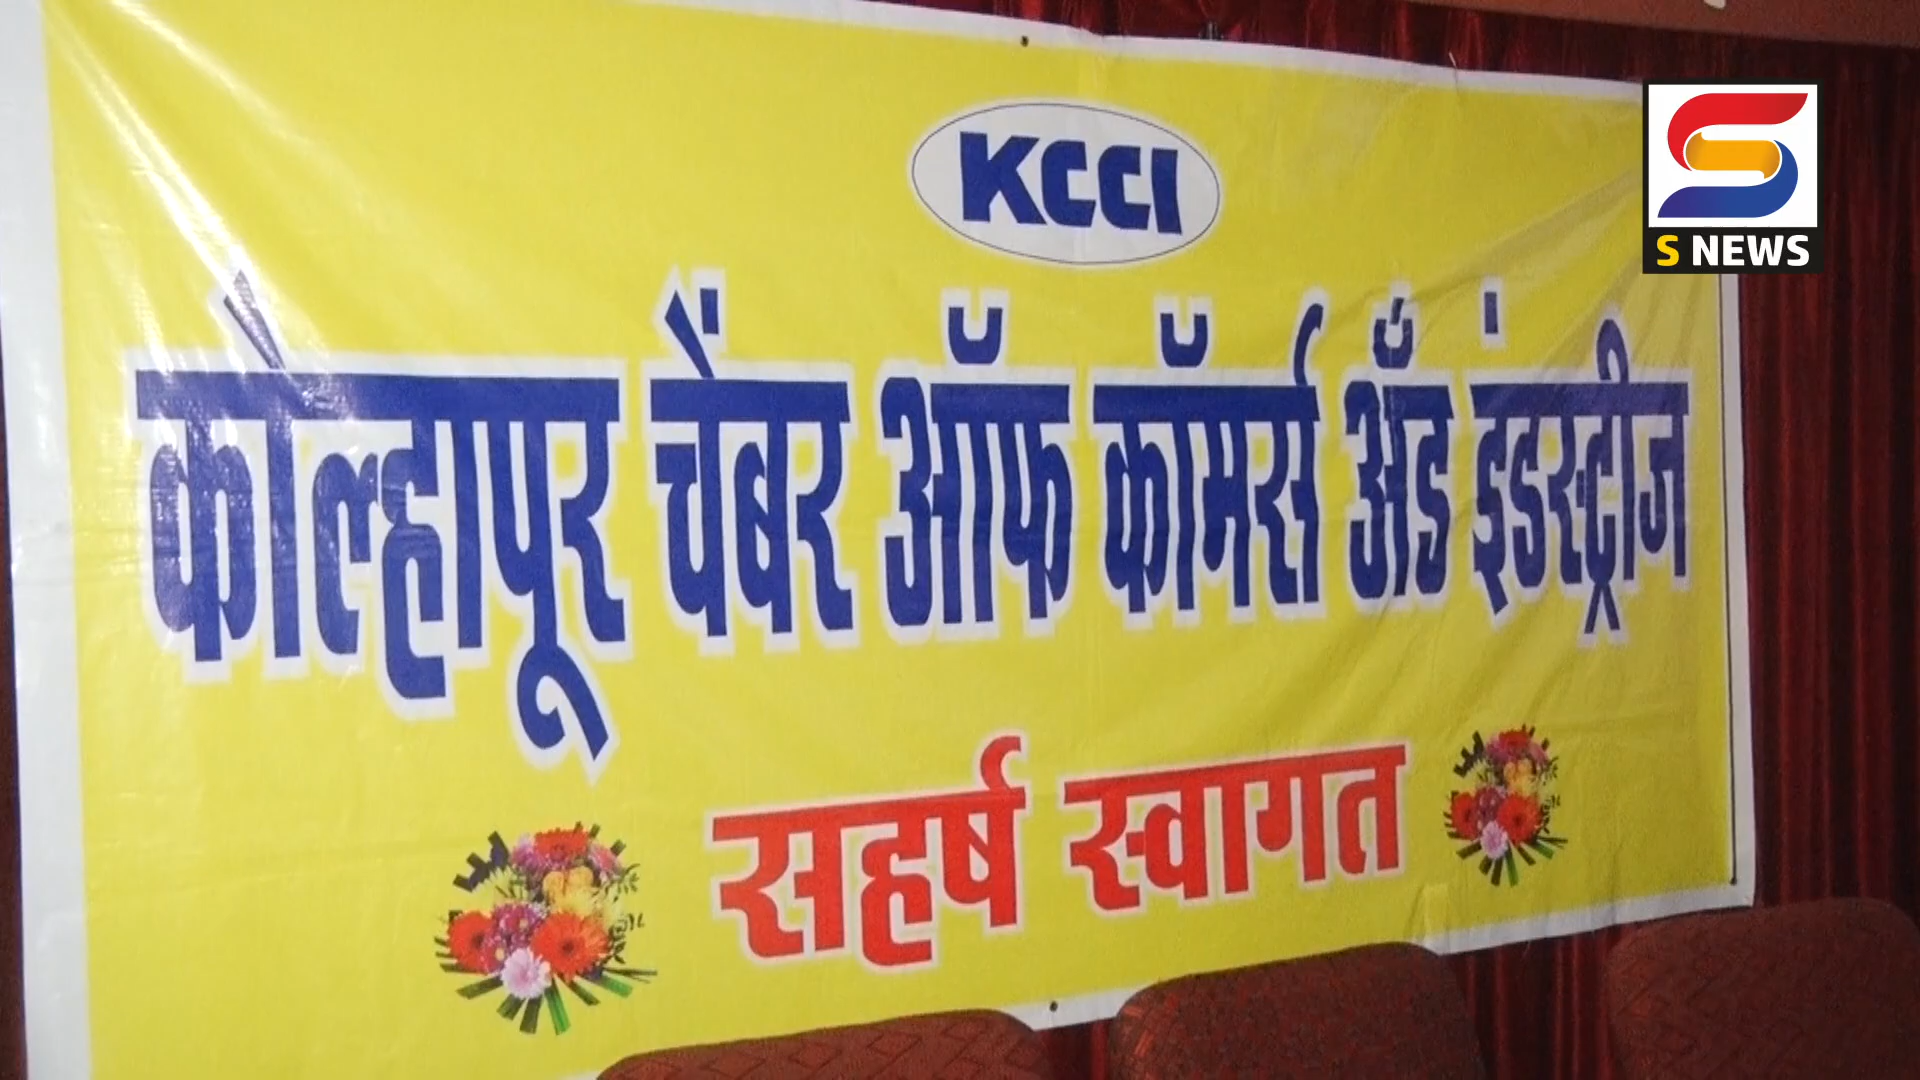 KCCI
S NEWS
कोल्हापूर चेंबर ऑफ कॉमर्स अँड इंडस्ट्रीज
सहर्ष स्वागत